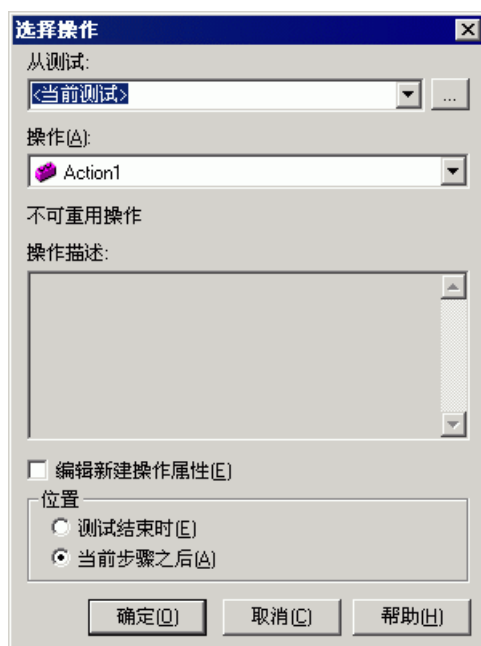 选择操作
从测试:
<当前测试>
...
操作(A):
Action1
不可重用操作
操作描述:
编辑新建操作属性(E)
位置
测试结束时(E)
当前步骤之后(A)
确定(O) 取消(C) 帮助(H)